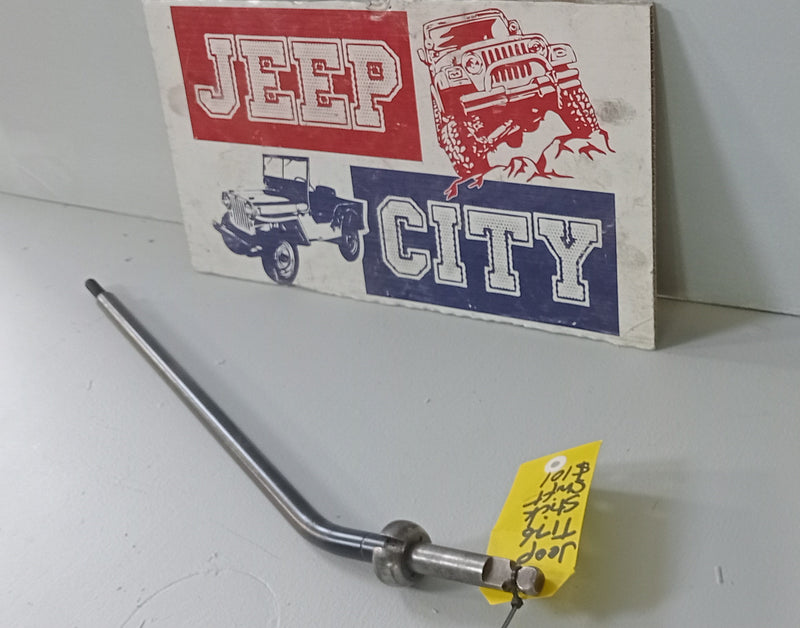 JEEP
CITY
Jeep
T176
Stick
Shift
$101